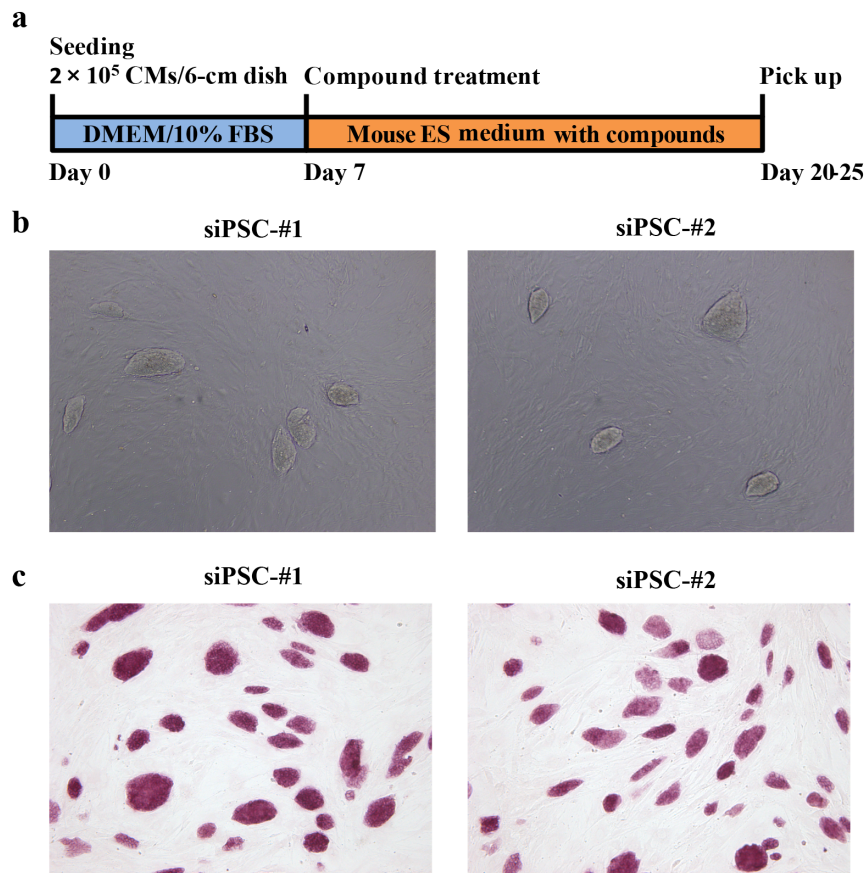 a
Seeding
2 × 10⁵ CMs/6-cm dish Compound treatment Pick up
DMEM/10% FBS Mouse ES medium with compounds
Day 0 Day 7 Day 20-25
b
siPSC-#1 siPSC-#2
c
siPSC-#1 siPSC-#2